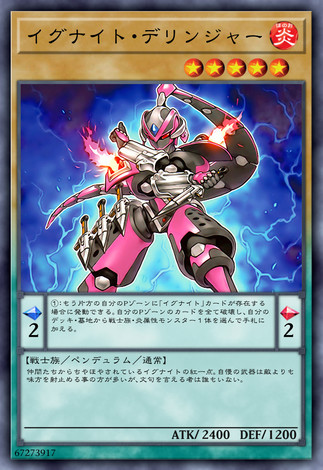 イグナイト・デリンジャー
ほのお
炎
①：もう片方の自分のPゾーンに「イグナイト」カードが存在する
場合に発動できる。自分のPゾーンのカードを全て破壊し、自分の
デッキ・墓地から戦士族・炎属性モンスター１体を選んで手札に
加える。
2
2
【戦士族／ペンデュラム／通常】
仲間たちからもやほやされているイグナイトの紅一点。自慢の武器は敵よりも
味方を射止める事の方が多いが、文句を言える者は誰もいない。
ATK/ 2400 DEF/1200
67273917